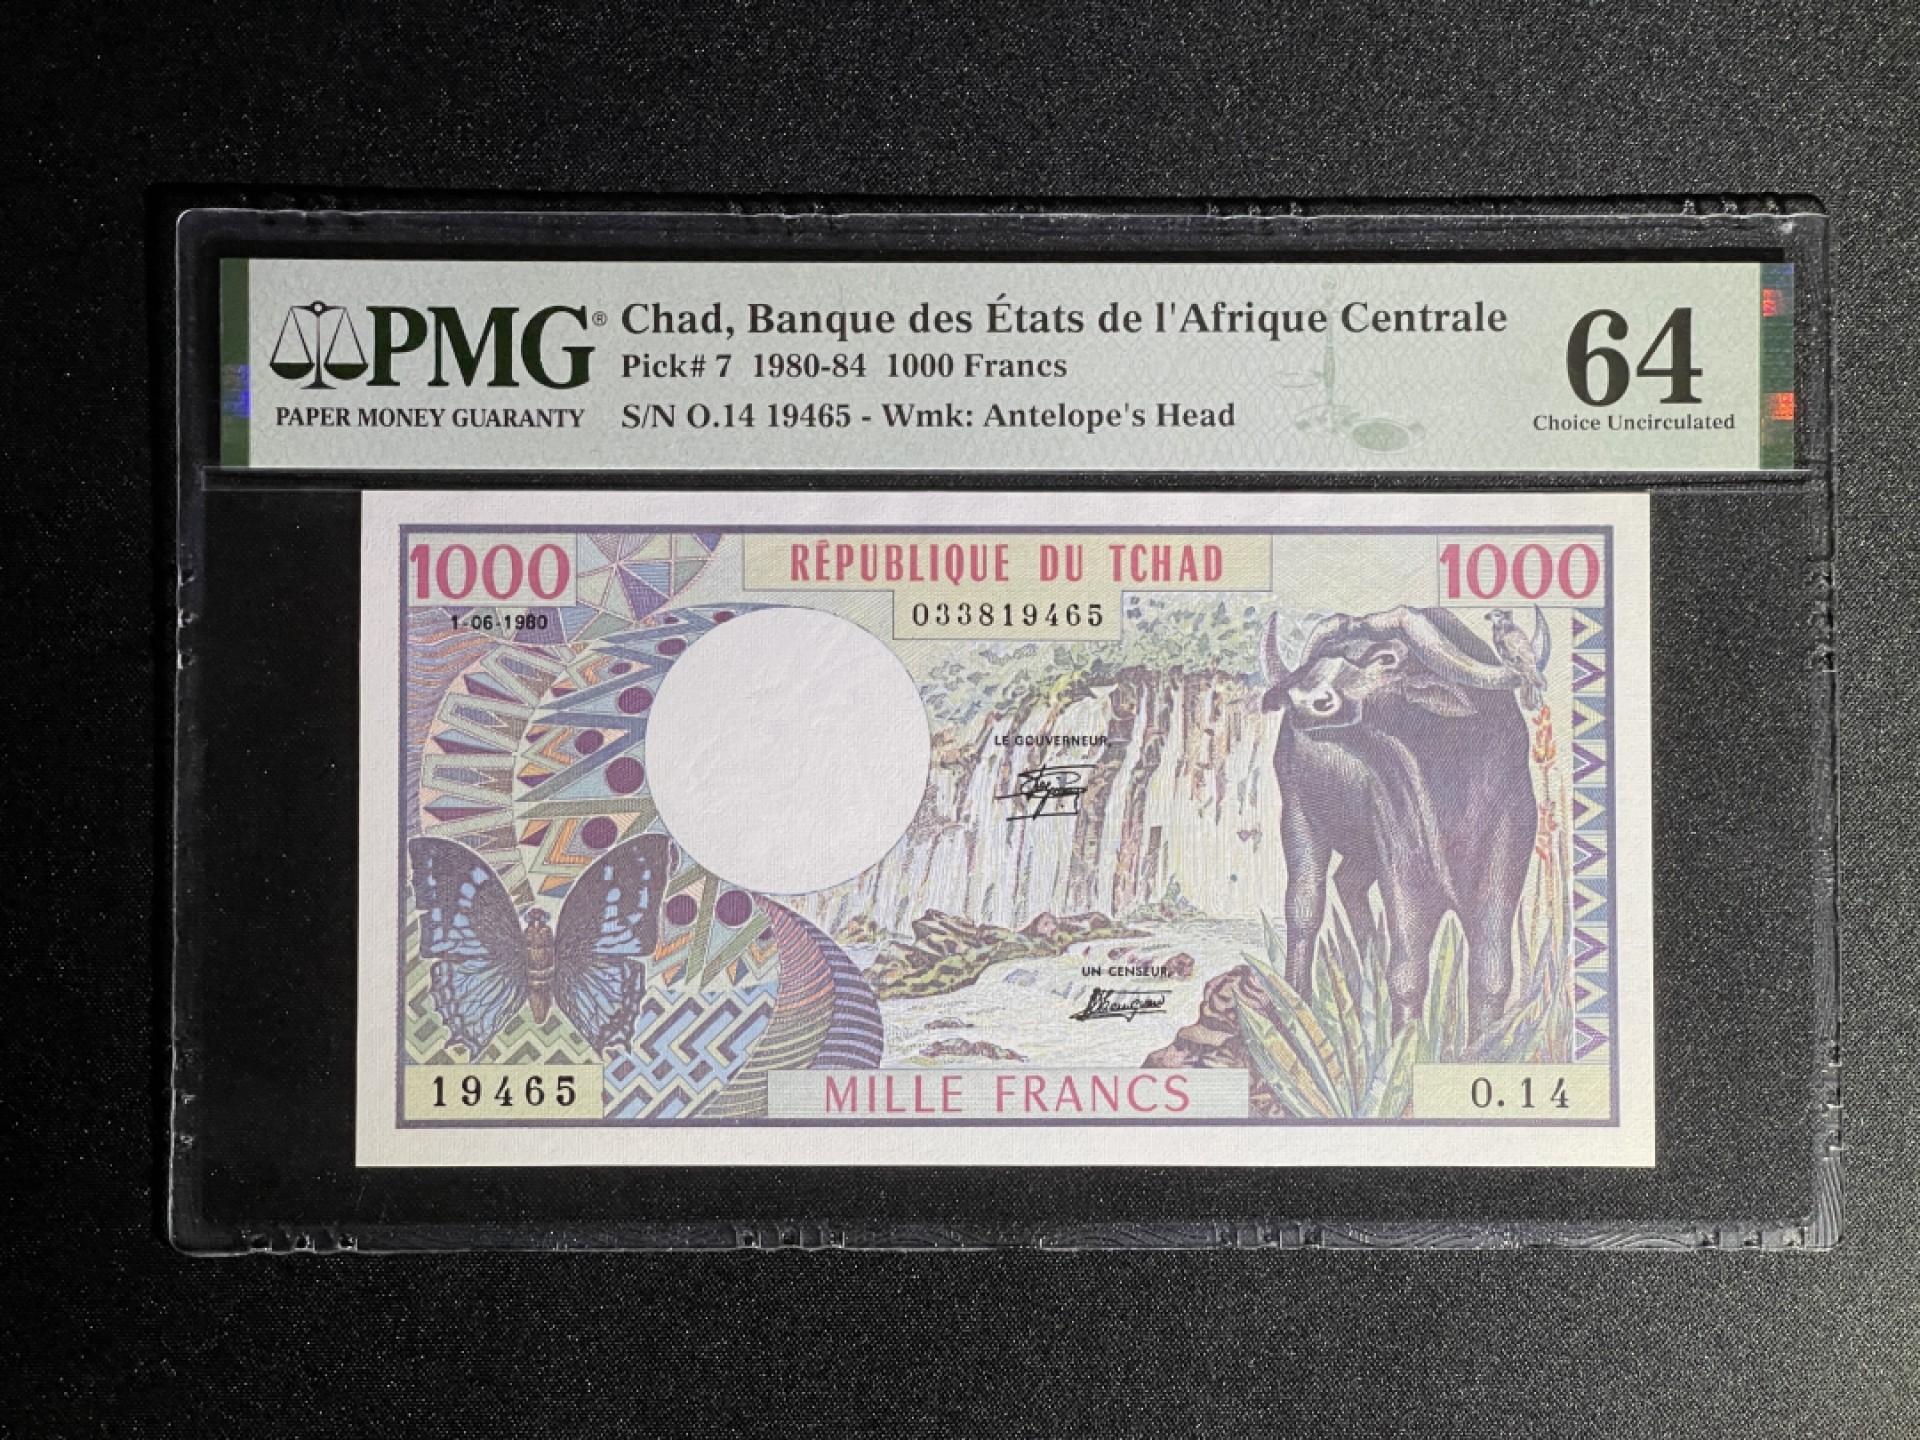 PMG®
PAPER MONEY GUARANTY
Chad, Banque des États de l'Afrique Centrale
Pick# 7 1980-84 1000 Francs
S/N O.14 19465 - Wmk: Antelope's Head
64
Choice Uncirculated
1000
RÉPUBLIQUE DU TCHAD
1000
1-06-1980
033819465
LE GOUVERNEUR,
UN CENSEUR,
19465
MILLE FRANCS
O.14